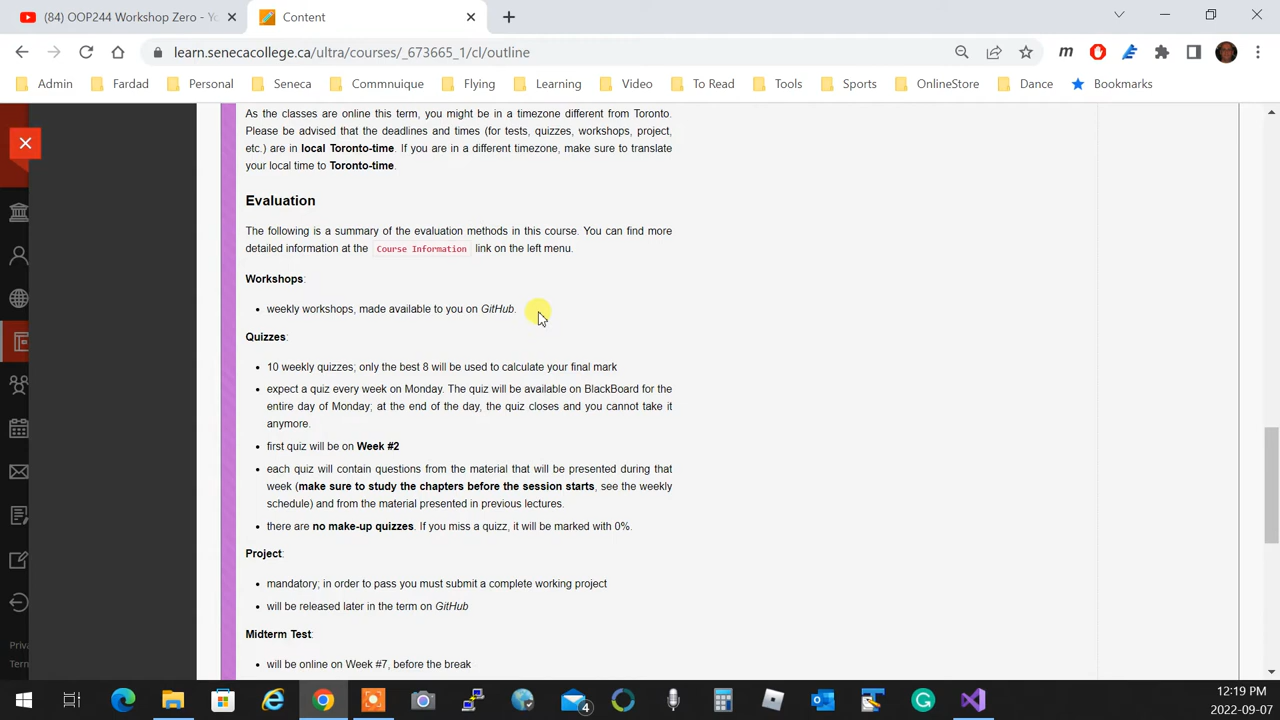 (84) OOP244 Workshop Zero - Yo
Content
learn.senecacollege.ca/ultra/courses/_673665_1/cl/outline
Admin
Fardad
Personal
Seneca
Commnuique
Flying
Learning
Video
To Read
Tools
Sports
OnlineStore
Dance
Bookmarks
As the classes are online this term, you might be in a timezone different from Toronto.
Please be advised that the deadlines and times (for tests, quizzes, workshops, project,
etc.) are in local Toronto-time. If you are in a different timezone, make sure to translate
your local time to Toronto-time.
Evaluation
The following is a summary of the evaluation methods in this course. You can find more
detailed information at the Course Information link on the left menu.
Workshops:
• weekly workshops, made available to you on GitHub.
Quizzes:
• 10 weekly quizzes; only the best 8 will be used to calculate your final mark
• expect a quiz every week on Monday. The quiz will be available on BlackBoard for the
entire day of Monday; at the end of the day, the quiz closes and you cannot take it
anymore.
• first quiz will be on Week #2
• each quiz will contain questions from the material that will be presented during that
week (make sure to study the chapters before the session starts, see the weekly
schedule) and from the material presented in previous lectures.
• there are no make-up quizzes. If you miss a quizz, it will be marked with 0%.
Project:
• mandatory; in order to pass you must submit a complete working project
• will be released later in the term on GitHub
Midterm Test:
• will be online on Week #7, before the break
Priva
Term
4
12:19 PM
2022-09-07